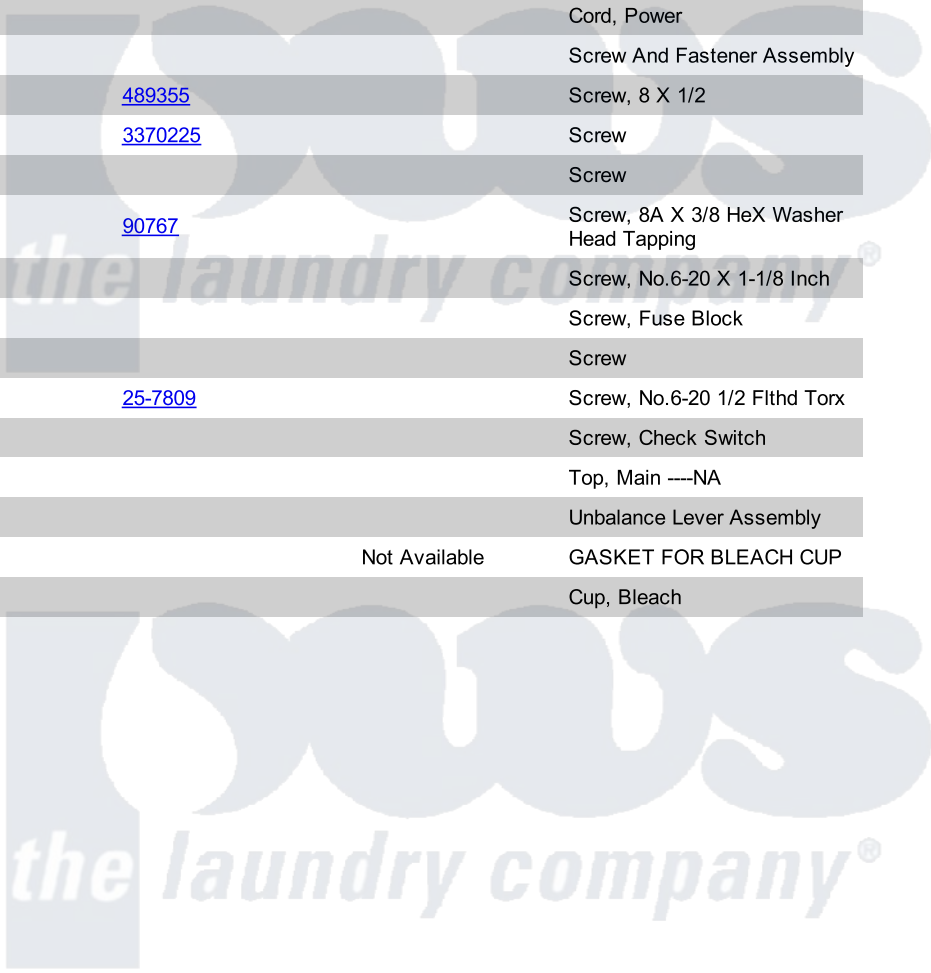 Cord, Power
Screw And Fastener Assembly
489355 Screw, 8 X 1/2
3370225 Screw
Screw
90767 Screw, 8A X 3/8 HeX Washer
Head Tapping
Screw, No.6-20 X 1-1/8 Inch
Screw, Fuse Block
Screw
25-7809 Screw, No.6-20 1/2 Flthd Torx
Screw, Check Switch
Top, Main ----NA
Unbalance Lever Assembly
Not Available GASKET FOR BLEACH CUP
Cup, Bleach
pws
the laundry company®
pws
the laundry company®